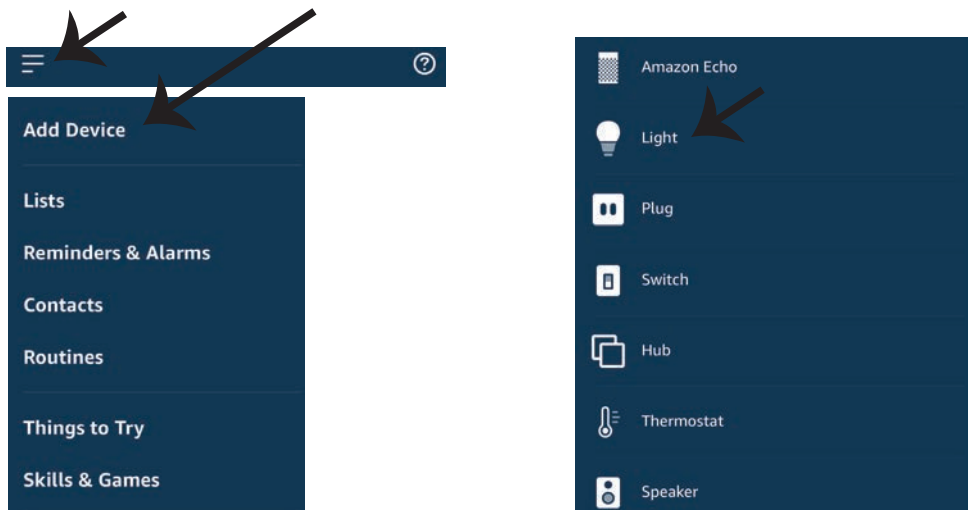 ?
Add Device
Lists
Reminders & Alarms
Contacts
Routines
Things to Try
Skills & Games
Amazon Echo
Light
Plug
Switch
Hub
Thermostat
Speaker